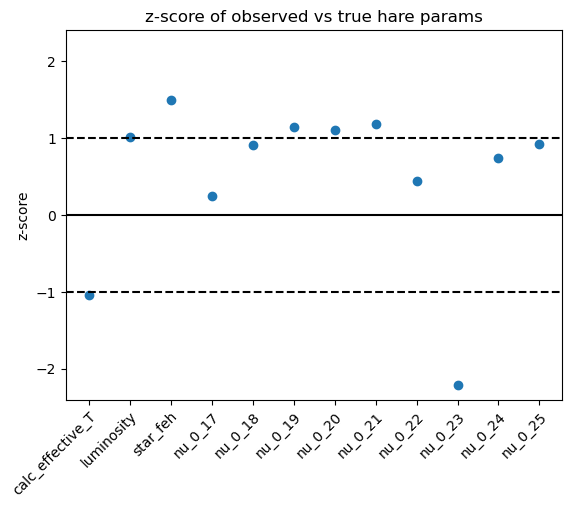 z-score of observed vs true hare params
z-score
2
1
0
−1
−2
calc_effective_T
luminosity
star_feh
nu_0_17
nu_0_18
nu_0_19
nu_0_20
nu_0_21
nu_0_22
nu_0_23
nu_0_24
nu_0_25